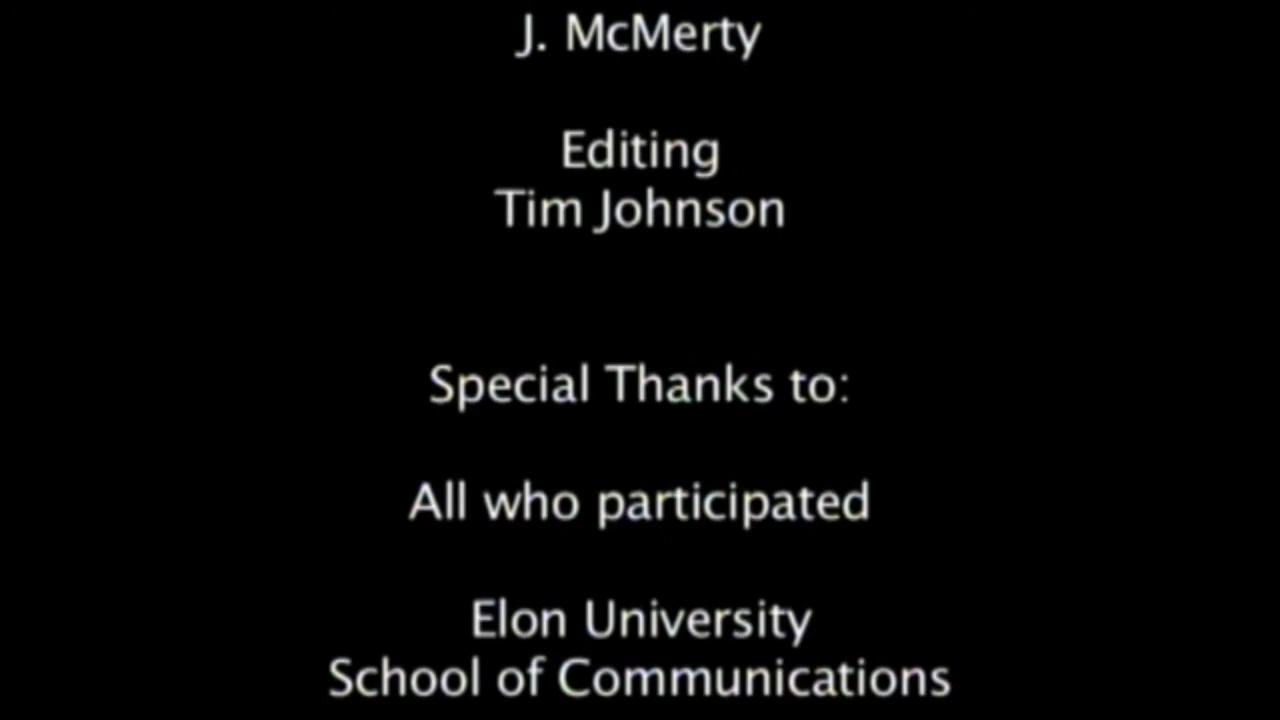 J. McMerty
Editing
Tim Johnson
Special Thanks to:
All who participated
Elon University
School of Communications